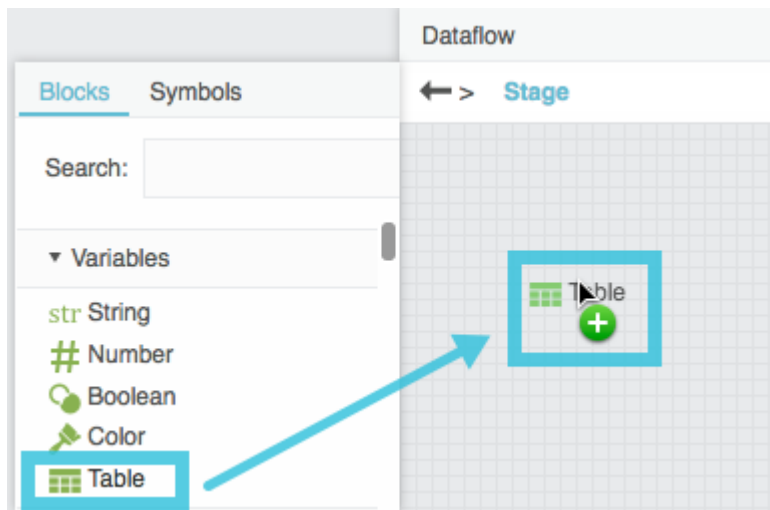 Dataflow
Blocks Symbols
> Stage
Search:
Variables
str String
Number
Boolean
Color
Table
Table